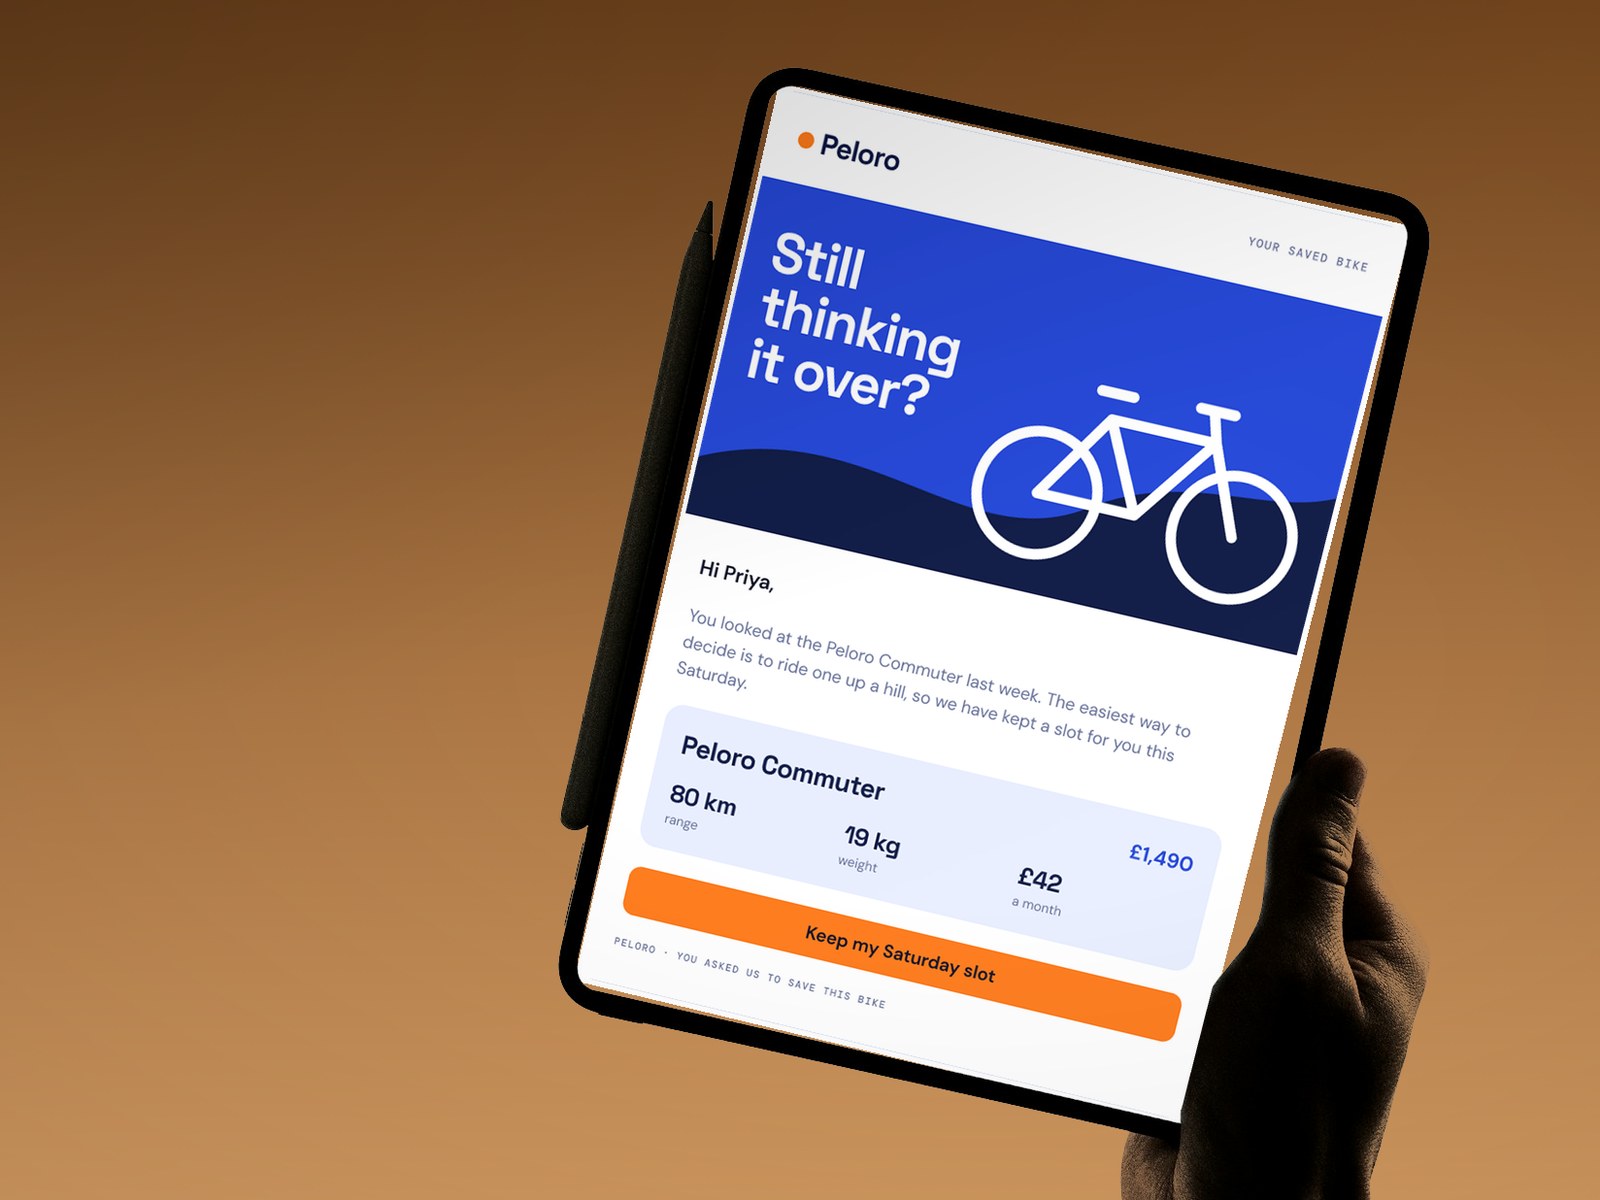 Peloro
YOUR SAVED BIKE
Still
thinking
it over?
Hi Priya,
You looked at the Peloro Commuter last week. The easiest way to
decide is to ride one up a hill, so we have kept a slot for you this
Saturday.
Peloro Commuter
£1,490
80 km
range
19 kg
weight
£42
a month
Keep my Saturday slot
PELORO · YOU ASKED US TO SAVE THIS BIKE